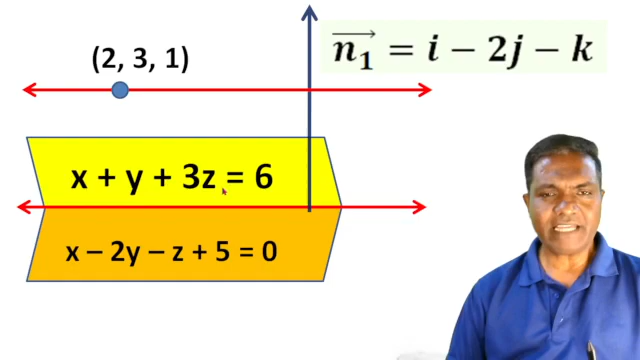 (2, 3, 1)
n₁ = i − 2j − k
x + y + 3z = 6
x – 2y – z + 5 = 0